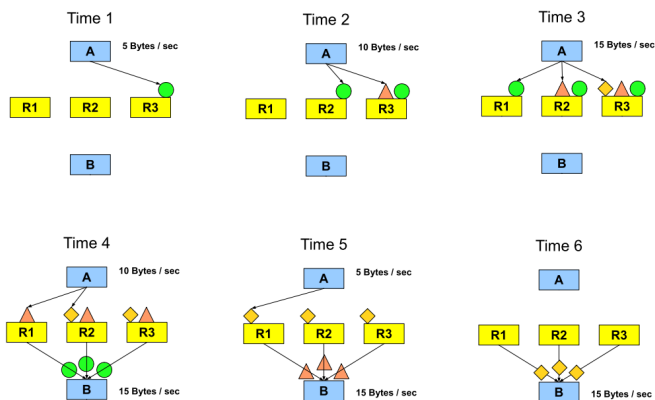 Time 1
A
5 Bytes / sec
R1
R2
R3
B
Time 2
A
10 Bytes / sec
R1
R2
R3
B
Time 3
A
15 Bytes / sec
R1
R2
R3
B
Time 4
A
10 Bytes / sec
R1
R2
R3
B
15 Bytes / sec
Time 5
A
5 Bytes / sec
R1
R2
R3
B
15 Bytes / sec
Time 6
A
R1
R2
R3
B
15 Bytes / sec